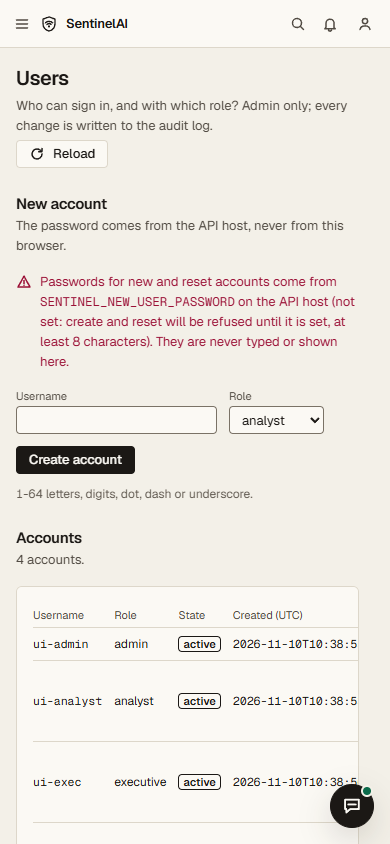 SentinelAI
Users
Who can sign in, and with which role? Admin only; every
change is written to the audit log.
Reload
New account
The password comes from the API host, never from this
browser.
Passwords for new and reset accounts come from
SENTINEL_NEW_USER_PASSWORD on the API host (not
set: create and reset will be refused until it is set, at
least 8 characters). They are never typed or shown
here.
Username Role
analyst
Create account
1-64 letters, digits, dot, dash or underscore.
Accounts
4 accounts.
Username Role State Created (UTC)
ui-admin admin active 2026-11-10T10:38:5
ui-analyst analyst active 2026-11-10T10:38:5
ui-exec executive active 2026-11-10T10:38:5